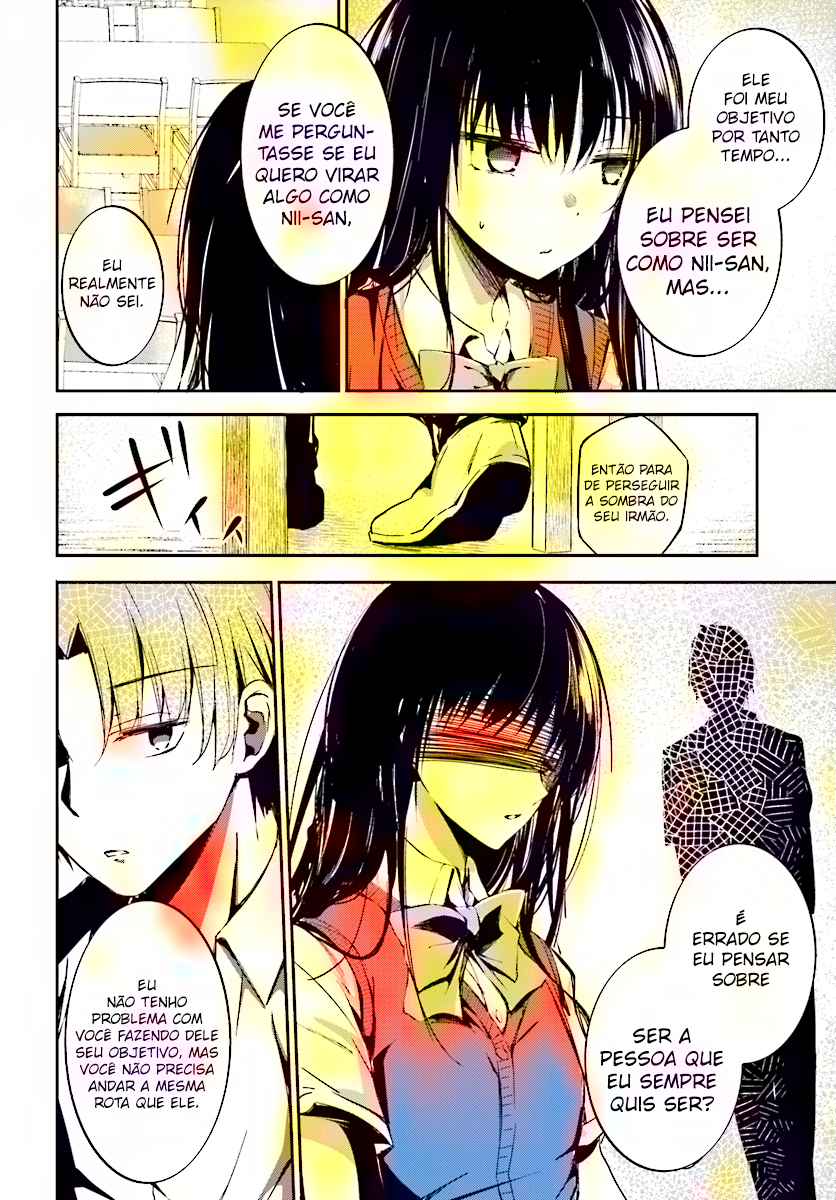 ELE
FOI MEU
OBJETIVO
POR TANTO
TEMPO...
EU PENSEI
SOBRE SER
COMO NII-SAN,
MAS...
SE VOCÊ
ME PERGUN-
TASSE SE EU
QUERO VIRAR
ALGO COMO
NII-SAN,
EU
REALMENTE
NÃO SEI.
ENTÃO PARA
DE PERSEGUIR
A SOMBRA DO
SEU IRMÃO.
ギィ
É
ERRADO SE
EU PENSAR
SOBRE
SER A
PESSOA QUE
EU SEMPRE
QUIS SER?
EU
NÃO TENHO
PROBLEMA COM
VOCÊ FAZENDO DELE
SEU OBJETIVO, MAS
VOCÊ NÃO PRECISA
ANDAR A MESMA
ROTA QUE ELE.